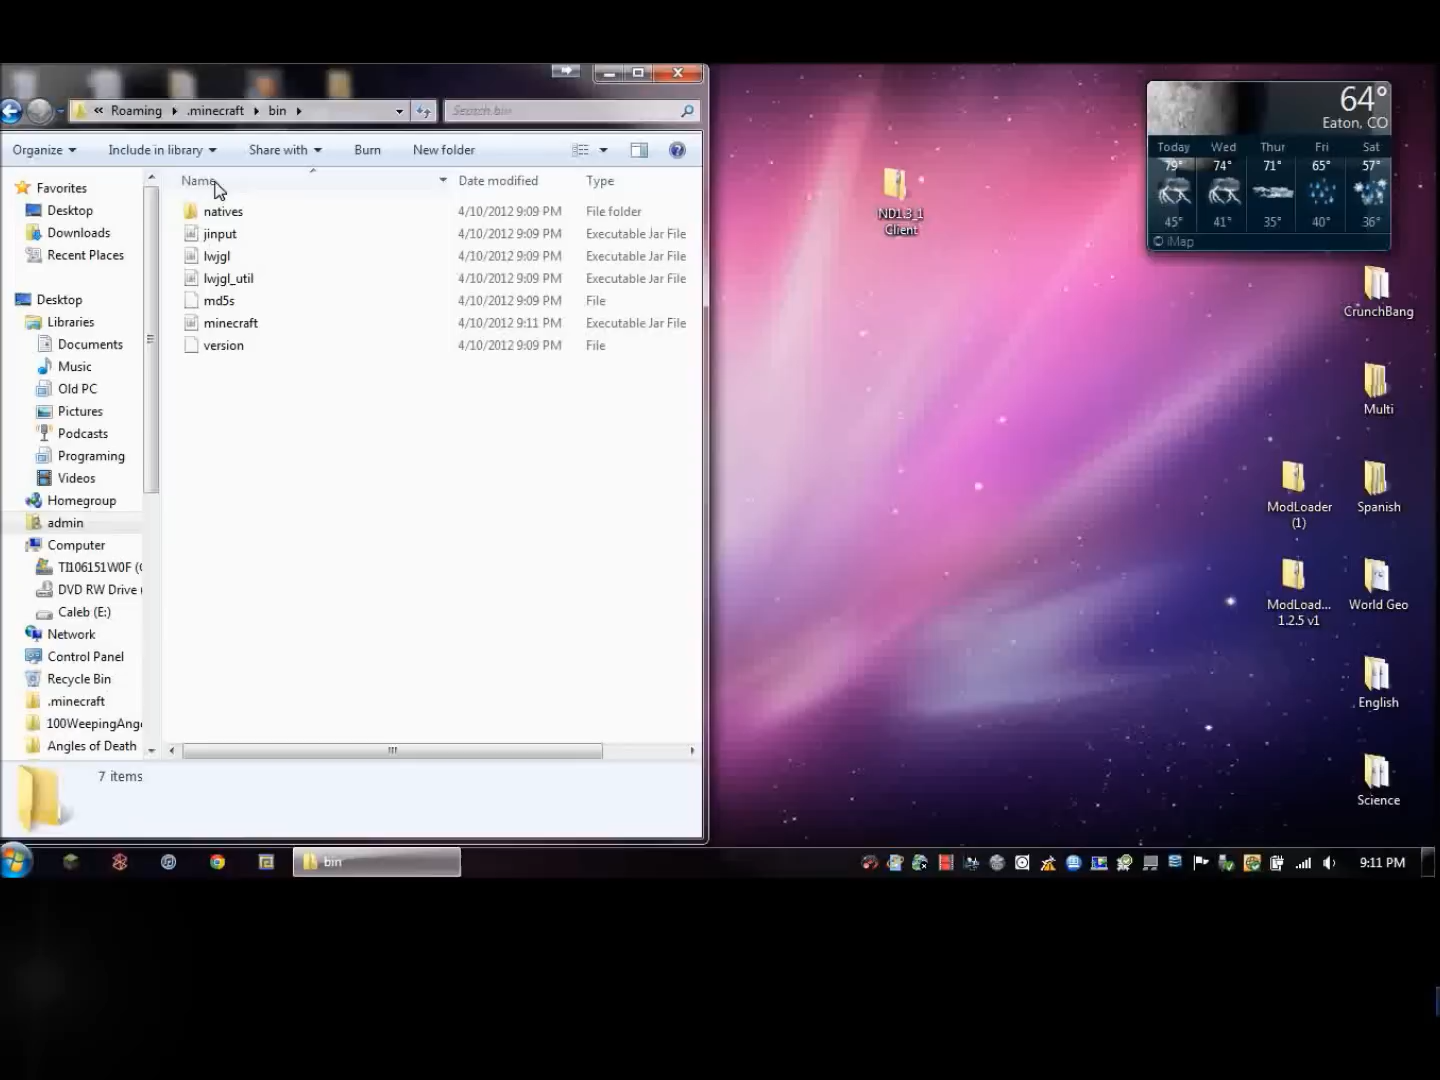 « Roaming ▸ .minecraft ▸ bin ▸
Search bin
Organize
Include in library
Share with
Burn
New folder
Name
Date modified
Type
natives 4/10/2012 9:09 PM File folder
jinput 4/10/2012 9:09 PM Executable Jar File
lwjgl 4/10/2012 9:09 PM Executable Jar File
lwjgl_util 4/10/2012 9:09 PM Executable Jar File
md5s 4/10/2012 9:09 PM File
minecraft 4/10/2012 9:11 PM Executable Jar File
version 4/10/2012 9:09 PM File
Favorites
Desktop
Downloads
Recent Places
Desktop
Libraries
Documents
Music
Old PC
Pictures
Podcasts
Programing
Videos
Homegroup
admin
Computer
TI106151W0F (
DVD RW Drive
Caleb (E:)
Network
Control Panel
Recycle Bin
.minecraft
100WeepingAnge
Angles of Death
7 items
ND1.3_1
Client
64°
Eaton, CO
Today Wed Thur Fri Sat
79° 74° 71° 65° 57°
45° 41° 35° 40° 36°
© iMap
CrunchBang
Multi
ModLoader
(1)
Spanish
ModLoad...
1.2.5 v1
World Geo
English
Science
bin
9:11 PM